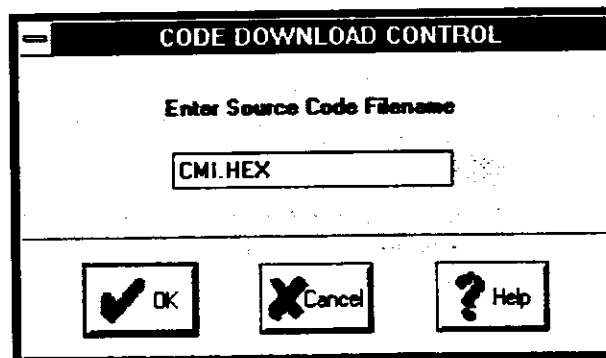 CODE DOWNLOAD CONTROL
Enter Source Code Filename
CMI.HEX
OK
Cancel
Help